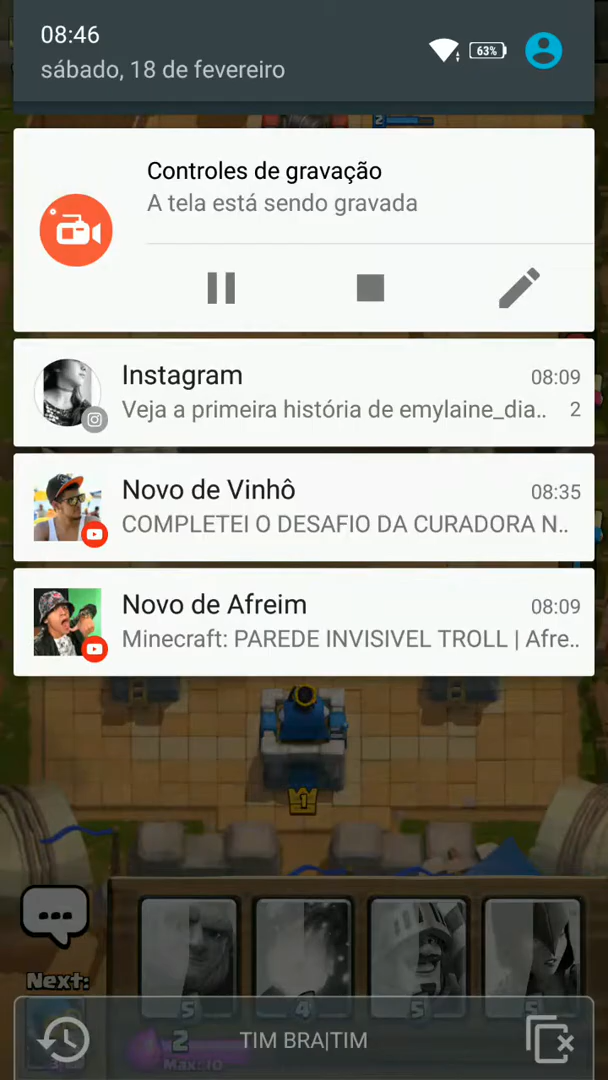 08:46
63%
sábado, 18 de fevereiro
2
Controles de gravação
A tela está sendo gravada
Instagram
08:09
Veja a primeira história de emylaine_dia..
2
Novo de Vinhô
08:35
COMPLETEI O DESAFIO DA CURADORA N..
Novo de Afreim
08:09
Minecraft: PAREDE INVISIVEL TROLL | Afre..
1
Next:
5
4
5
5
2
TIM BRA|TIM
Max: 10